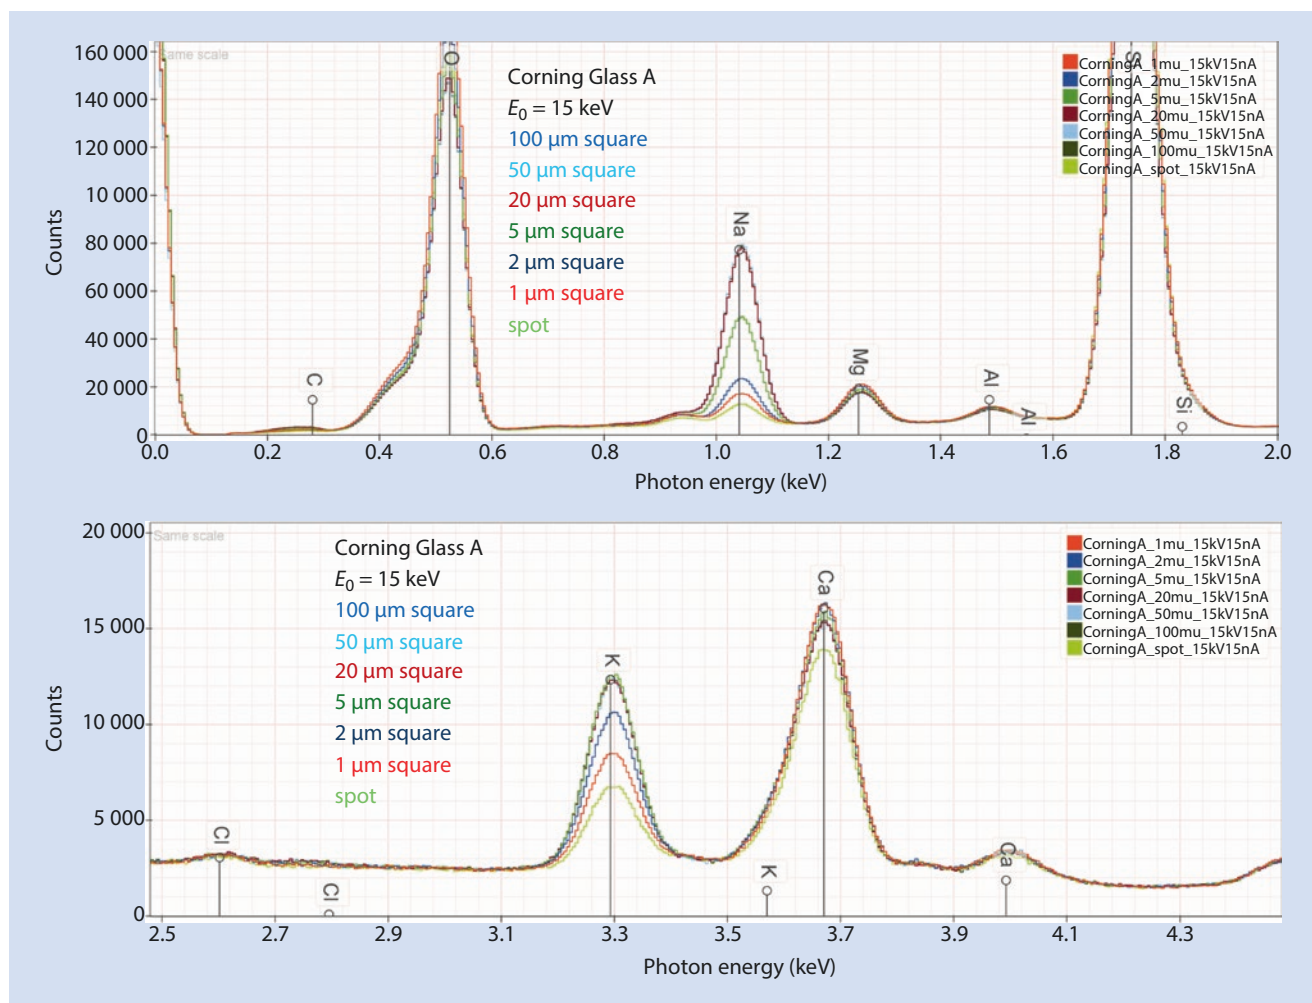 Same scale
160 000
140 000
120 000
10 000
80 000
60 000
40 000
20 000
0
Counts
Corning Glass A
E0 = 15 keV
100 µm square
50 µm square
20 µm square
5 µm square
2 µm square
1 µm square
spot
C
O
Na
Mg
Al
Al
Si
Si
CorningA_1mu_15kV15nA
CorningA_2mu_15kV15nA
CorningA_5mu_15kV15nA
CorningA_20mu_15kV15nA
CorningA_50mu_15kV15nA
CorningA_100mu_15kV15nA
CorningA_spot_15kV15nA
0.0 0.2 0.4 0.6 0.8 1.0 1.2 1.4 1.6 1.8 2.0
Photon energy (keV)
Same scale
20 000
15 000
10 000
5 000
0
Counts
Corning Glass A
E0 = 15 keV
100 µm square
50 µm square
20 µm square
5 µm square
2 µm square
1 µm square
spot
Cl
Cl
K
K
Ca
Ca
CorningA_1mu_15kV15nA
CorningA_2mu_15kV15nA
CorningA_5mu_15kV15nA
CorningA_20mu_15kV15nA
CorningA_50mu_15kV15nA
CorningA_100mu_15kV15nA
CorningA_spot_15kV15nA
2.5 2.7 2.9 3.1 3.3 3.5 3.7 3.9 4.1 4.3
Photon energy (keV)